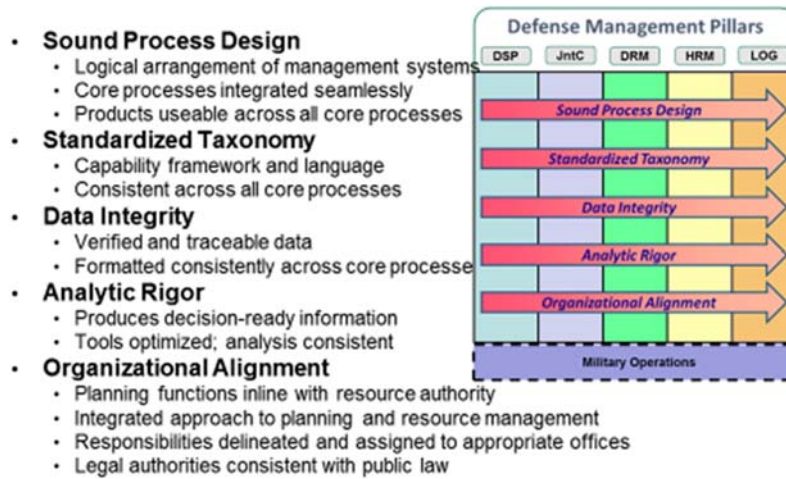 • Sound Process Design
• Logical arrangement of management systems
• Core processes integrated seamlessly
• Products useable across all core processes
• Standardized Taxonomy
• Capability framework and language
• Consistent across all core processes
• Data Integrity
• Verified and traceable data
• Formatted consistently across core processe
• Analytic Rigor
• Produces decision-ready information
• Tools optimized; analysis consistent
• Organizational Alignment
• Planning functions inline with resource authority
• Integrated approach to planning and resource management
• Responsibilities delineated and assigned to appropriate offices
• Legal authorities consistent with public law
Defense Management Pillars
DSP JntC DRM HRM LOG
Sound Process Design
Standardized Taxonomy
Data Integrity
Analytic Rigor
Organizational Alignment
Military Operations